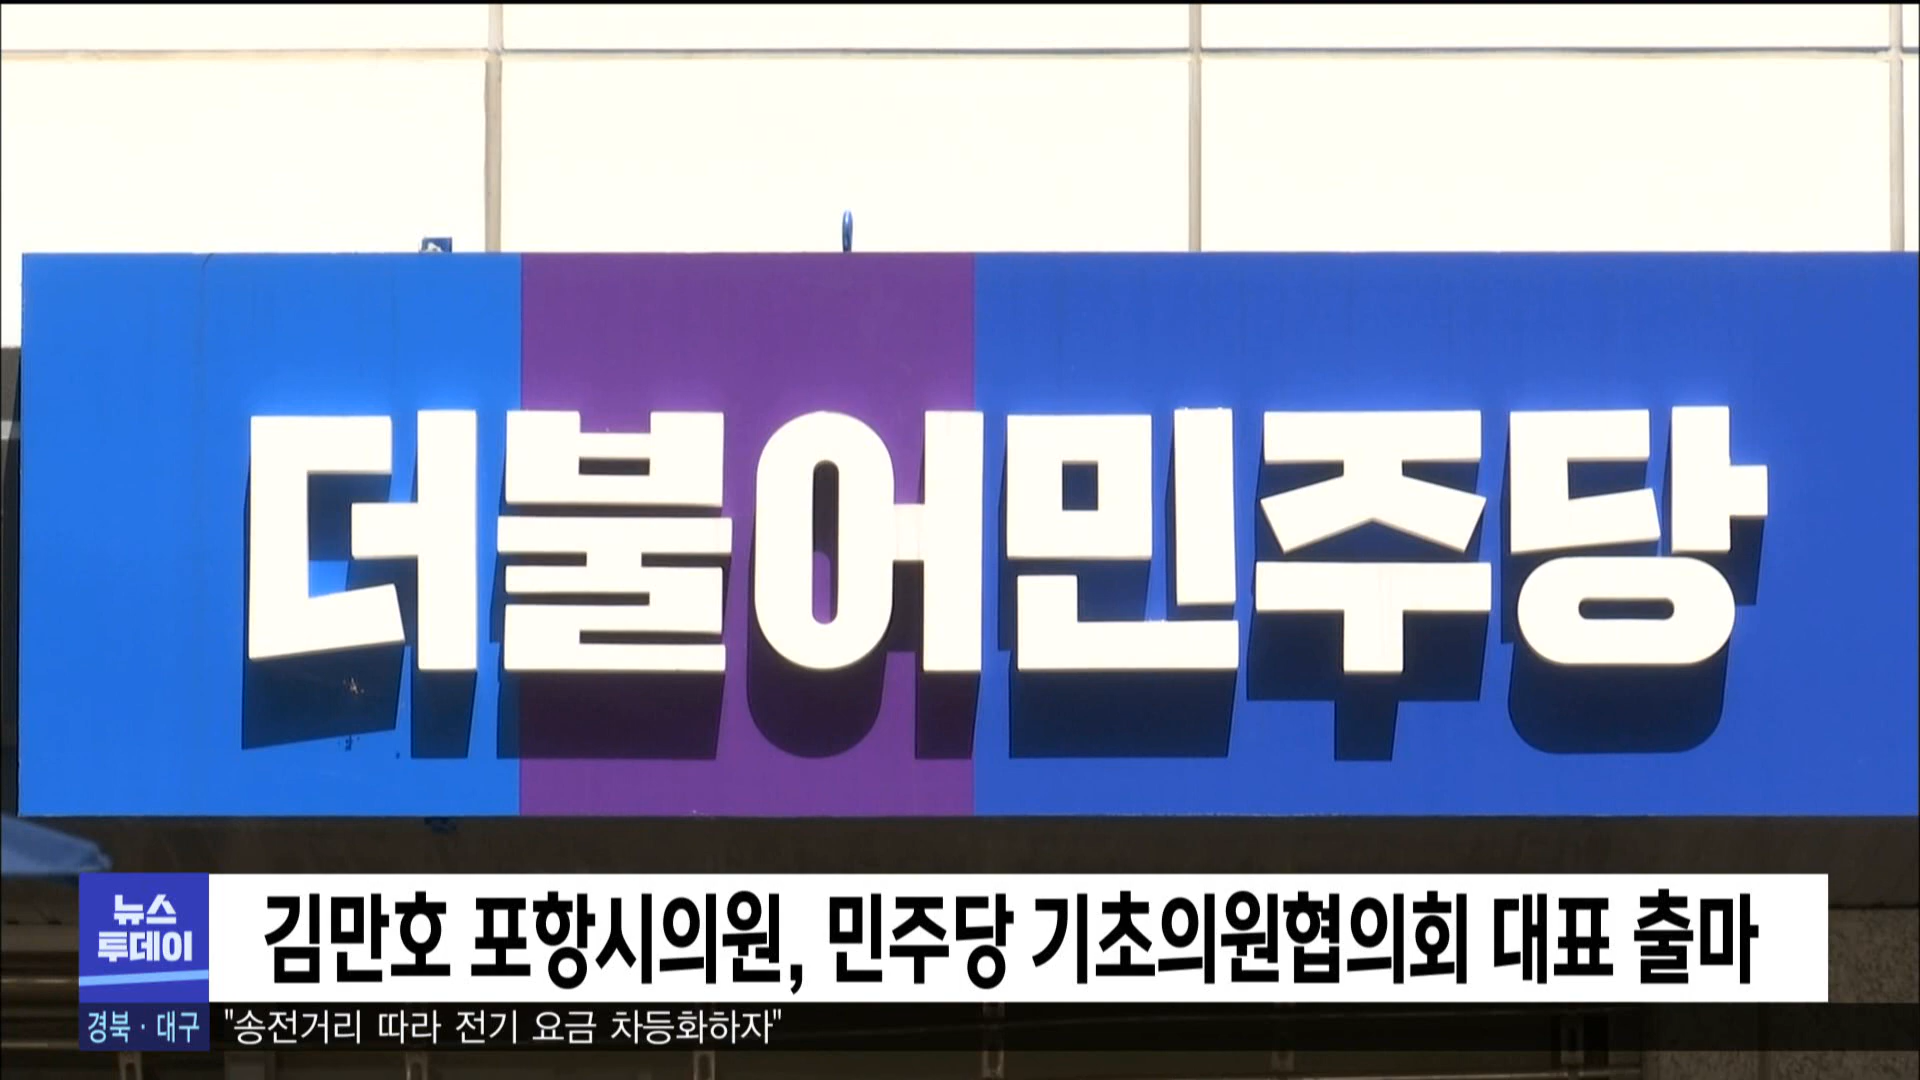 더불어민주당
뉴스
투데이
김만호 포항시의원, 민주당 기초의원협의회 대표 출마
경북·대구 "송전거리 따라 전기 요금 차등화하자"